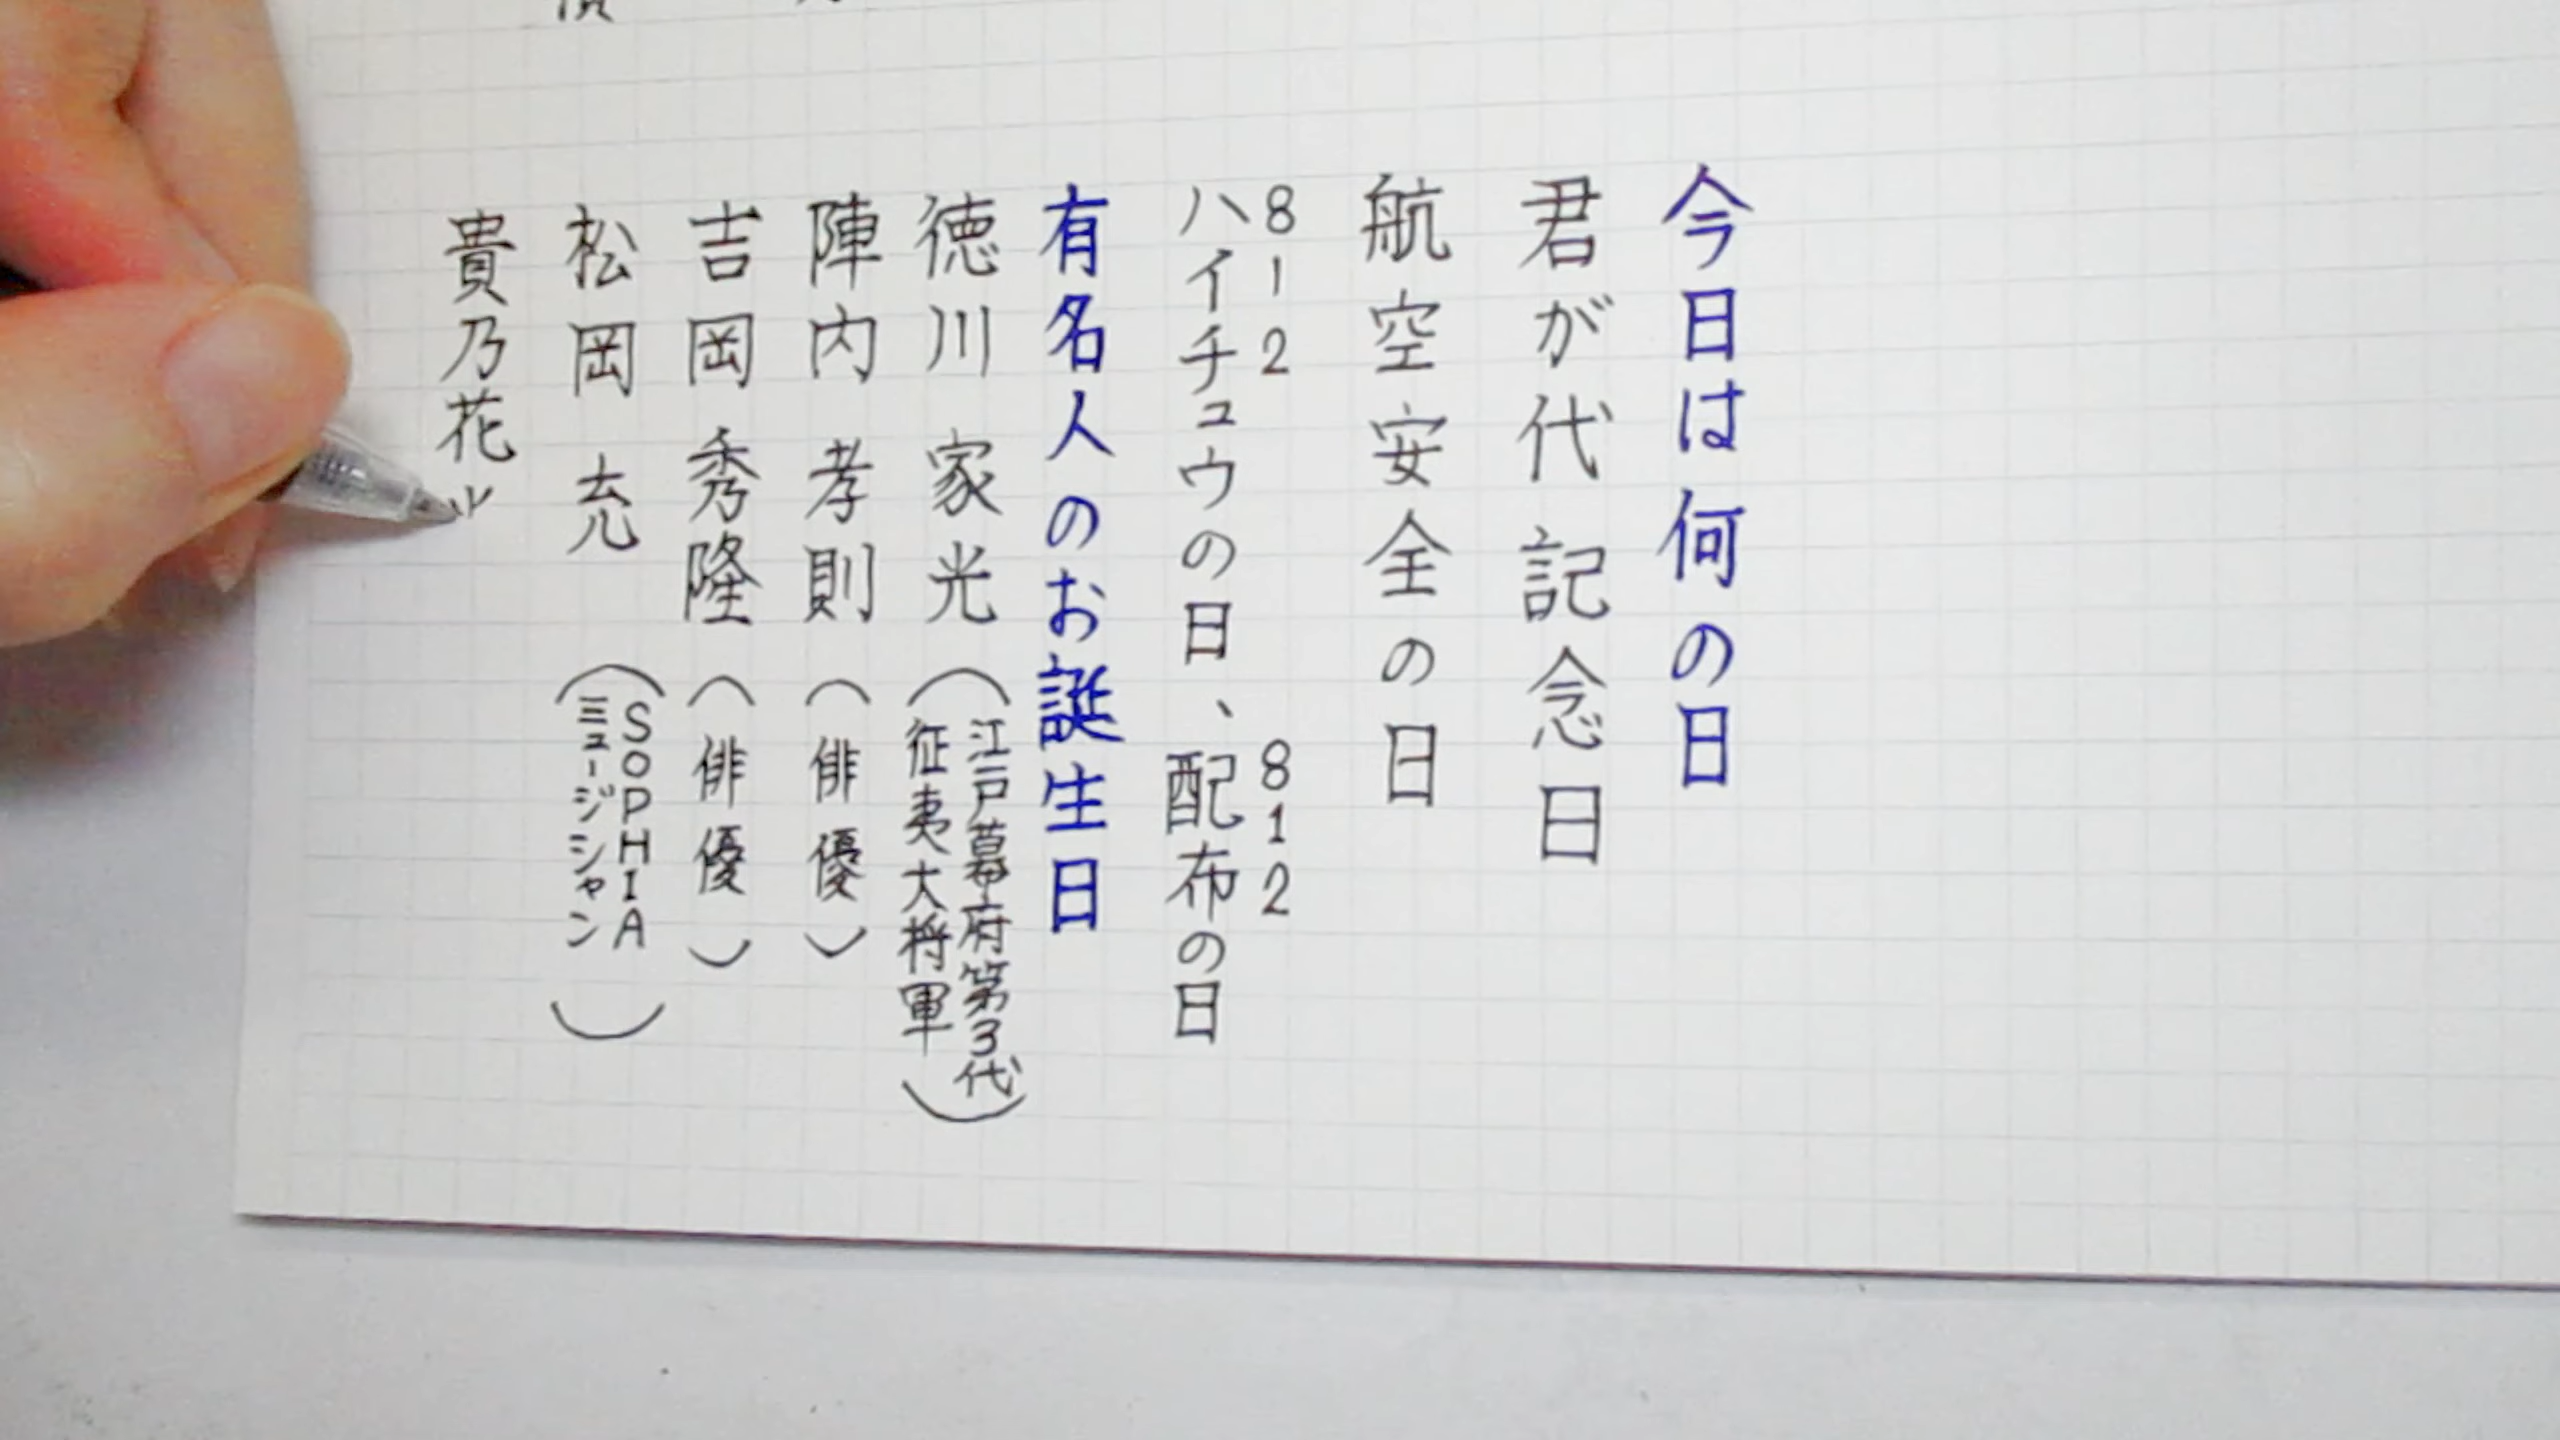 今日は何の日
君が代記念日
航空安全の日
8-2 812
ハイチュウの日、配布の日
有名人のお誕生日
徳川家光(江戸幕府第3代征夷大将軍)
陣内孝則(俳優)
吉岡秀隆(俳優)
松岡充(SOPHIAミュージシャン)
貴乃花